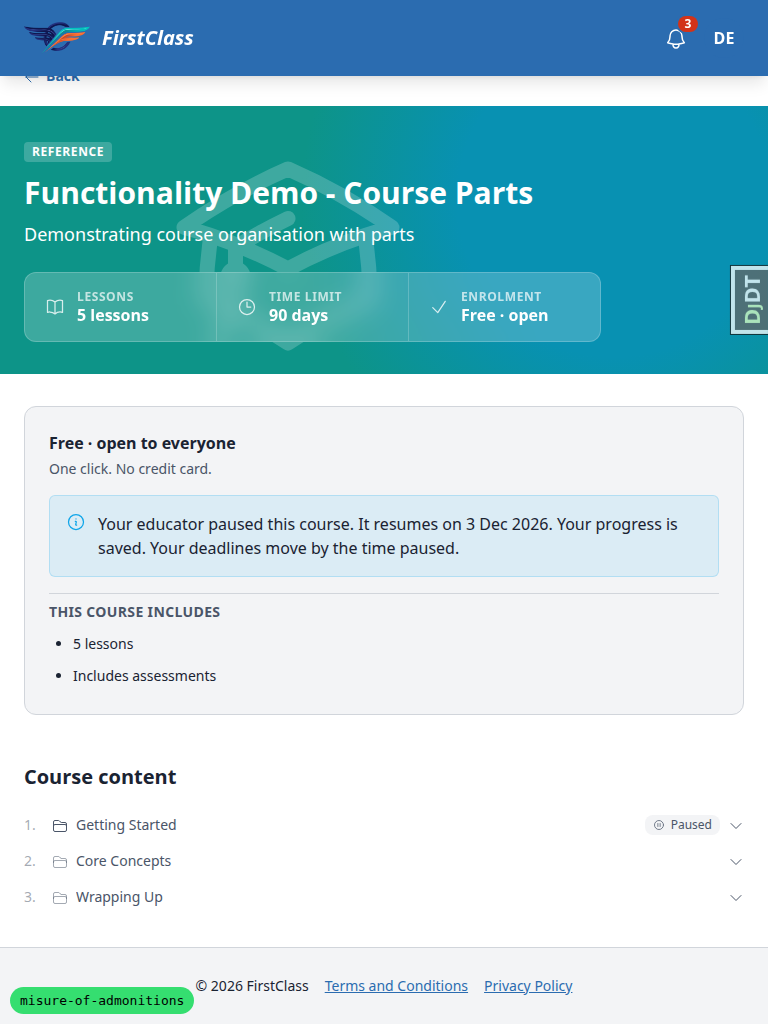 FirstClass
3
DE
Back
REFERENCE
Functionality Demo - Course Parts
Demonstrating course organisation with parts
LESSONS
5 lessons
TIME LIMIT
90 days
ENROLMENT
Free · open
DjDT
Free · open to everyone
One click. No credit card.
Your educator paused this course. It resumes on 3 Dec 2026. Your progress is
saved. Your deadlines move by the time paused.
THIS COURSE INCLUDES
5 lessons
Includes assessments
Course content
1. Getting Started Paused
2. Core Concepts
3. Wrapping Up
misure-of-admonitions
© 2026 FirstClass Terms and Conditions Privacy Policy